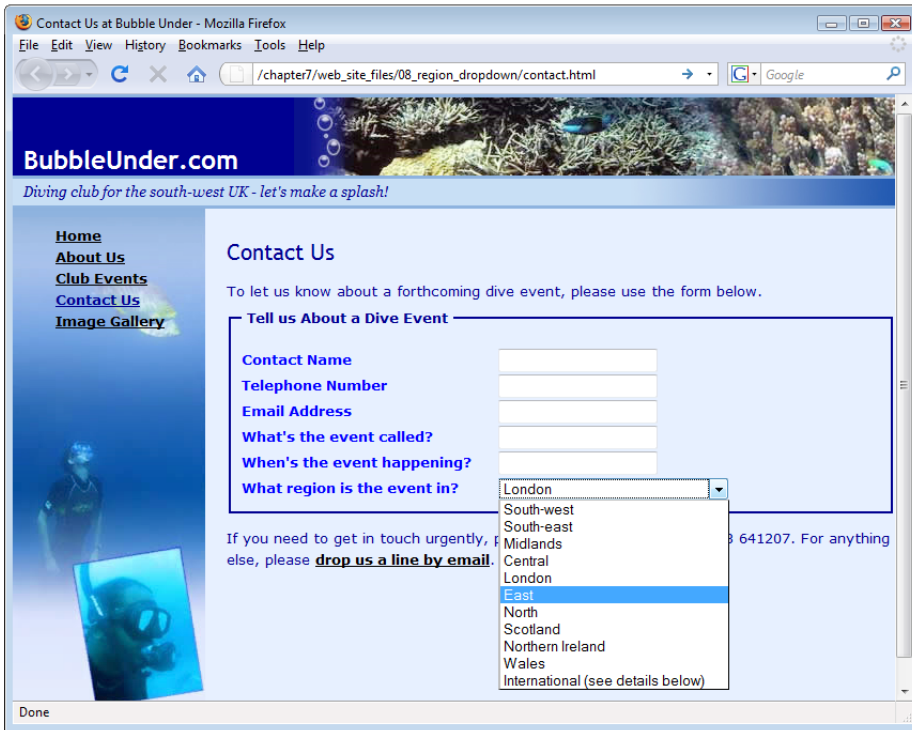 Contact Us at Bubble Under - Mozilla Firefox
File Edit View History Bookmarks Tools Help
/chapter7/web_site_files/08_region_dropdown/contact.html
G Google
BubbleUnder.com
Diving club for the south-west UK - let's make a splash!
Home
About Us
Club Events
Contact Us
Image Gallery
Contact Us
To let us know about a forthcoming dive event, please use the form below.
Tell us About a Dive Event
Contact Name
Telephone Number
Email Address
What's the event called?
When's the event happening?
What region is the event in?
London
South-west
South-east
Midlands
Central
London
East
North
Scotland
Northern Ireland
Wales
International (see details below)
If you need to get in touch urgently, 641207. For anything
else, please drop us a line by email.
Done